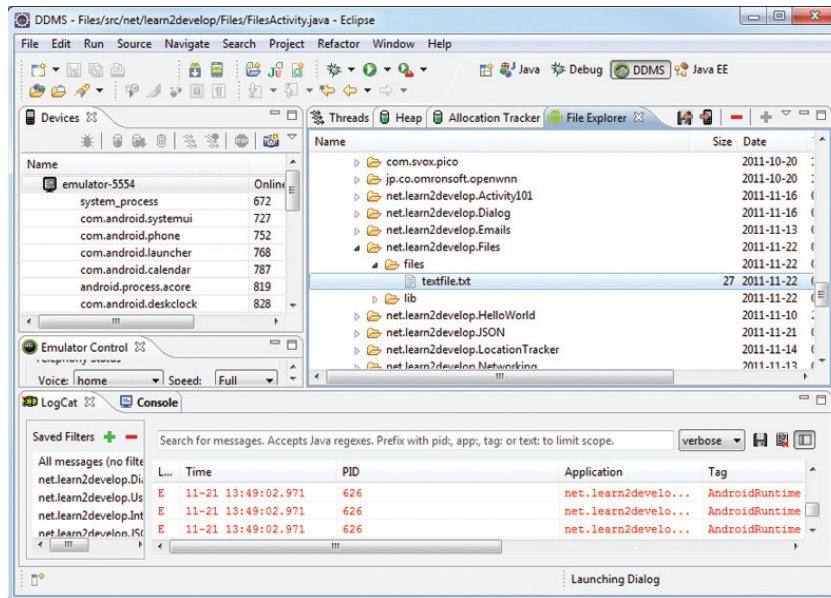 DDMS - Files/src/net/learn2develop/Files/FilesActivity.java - Eclipse
File Edit Run Source Navigate Search Project Refactor Window Help
Java Debug DDMS Java EE
Devices
Name
emulator-5554 Online
system_process 672
com.android.systemui 727
com.android.phone 752
com.android.launcher 768
com.android.calendar 787
android.process.acore 819
com.android.deskclock 828
Emulator Control
Telephony Status
Voice: home Speed: Full
Threads Heap Allocation Tracker File Explorer
Name Size Date
com.svox.pico 2011-10-20
jp.co.omronsoft.openwnn 2011-10-20
net.learn2develop.Activity101 2011-11-16
net.learn2develop.Dialog 2011-11-16
net.learn2develop.Emails 2011-11-13
net.learn2develop.Files 2011-11-22
files 2011-11-22
textfile.txt 27 2011-11-22
lib 2011-11-22
net.learn2develop.HelloWorld 2011-11-10
net.learn2develop.JSON 2011-11-21
net.learn2develop.LocationTracker 2011-11-14
net.learn2develop.Networking 2011-11-13
LogCat Console
Saved Filters
All messages (no filte
net.learn2develop.Di
net.learn2develop.Us
net.learn2develop.Int
net.learn2develop.JSO
Search for messages. Accepts Java regexes. Prefix with pid:, app:, tag: or text: to limit scope. verbose
L... Time PID Application Tag
E 11-21 13:49:02.971 626 net.learn2develo... AndroidRuntime
E 11-21 13:49:02.971 626 net.learn2develo... AndroidRuntime
E 11-21 13:49:02.971 626 net.learn2develo... AndroidRuntime
Launching Dialog